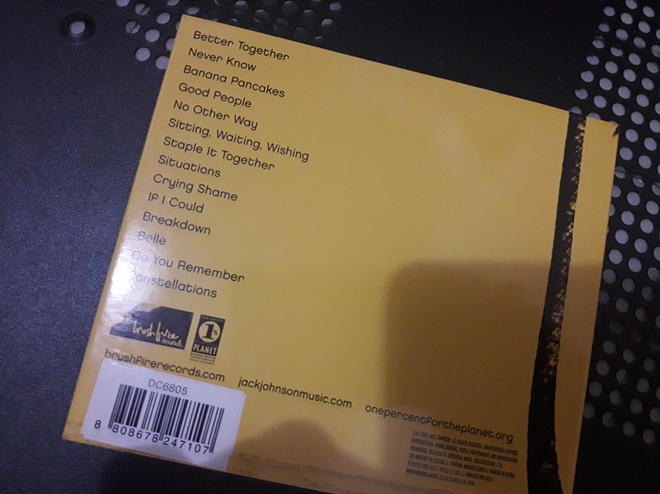 Better Together
Never Know
Banana Pancakes
Good People
No Other Way
Sitting, Waiting, Wishing
Staple It Together
Situations
Crying Shame
If I Could
Breakdown
Belle
Do You Remember
Constellations
brushfire
records
1%
PLANET
brushfirerecords.com
jackjohnsonmusic.com
onepercentfortheplanet.org
DC6805
8 808678 247107